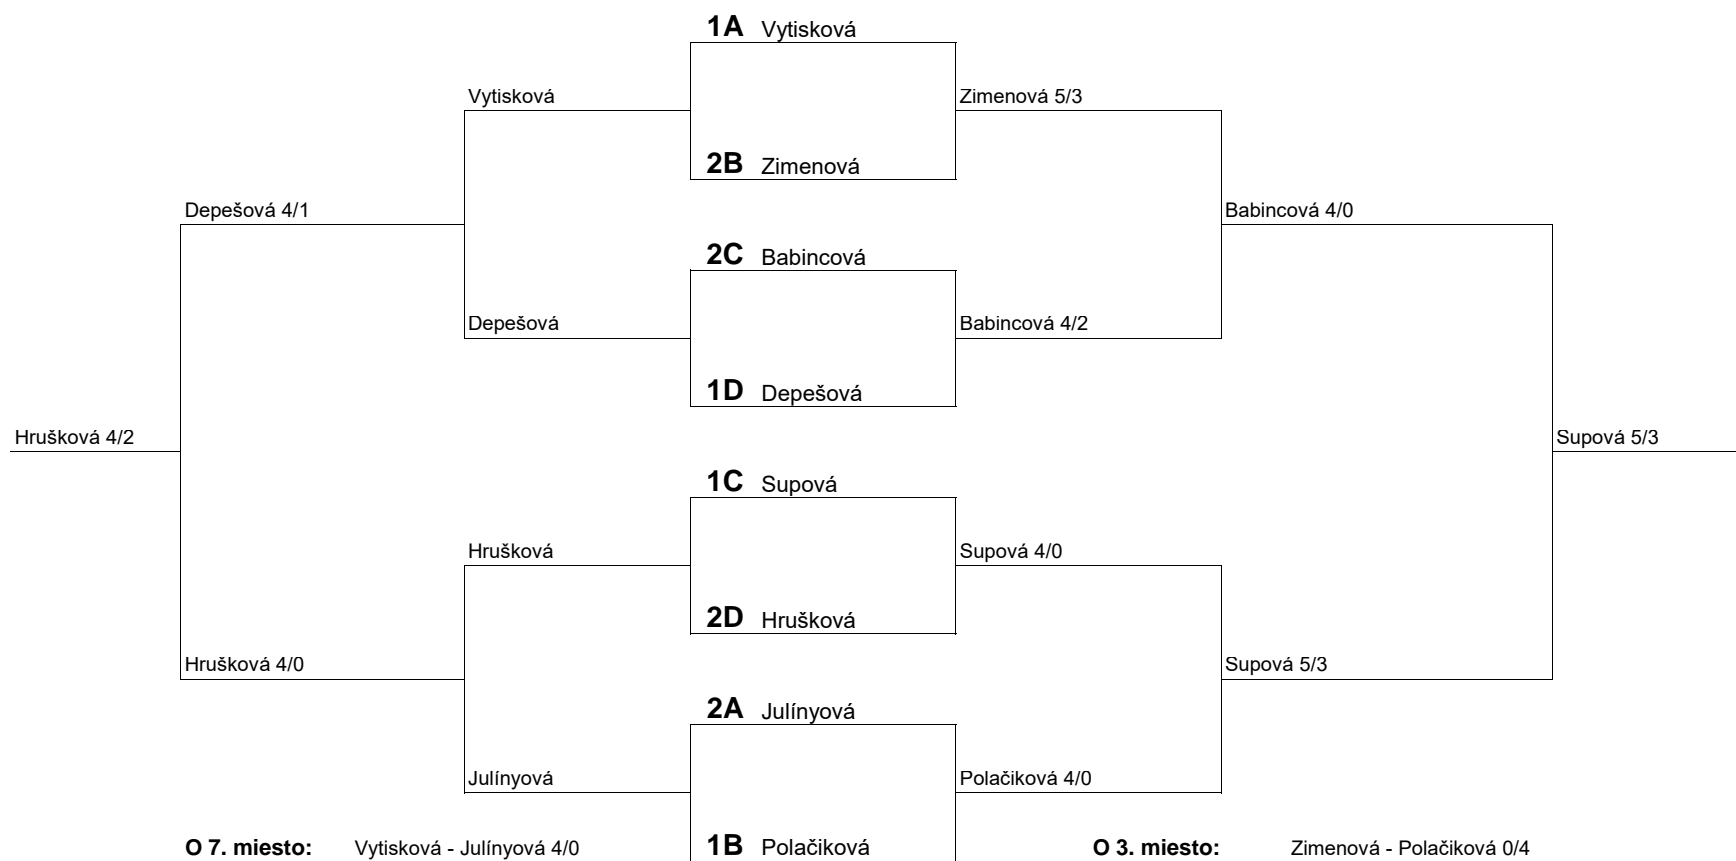 1A Vytisková
Vytisková
Zimenová 5/3
2B Zimenová
Depešová 4/1
Babincová 4/0
2C Babincová
Depešová
Babincová 4/2
1D Depešová
Hrušková 4/2
Supová 5/3
1C Supová
Hrušková
Supová 4/0
2D Hrušková
Hrušková 4/0
Supová 5/3
2A Julínyová
Julínyová
Polačiková 4/0
O 7. miesto: Vytisková - Julínyová 4/0
1B Polačiková
O 3. miesto: Zimenová - Polačiková 0/4